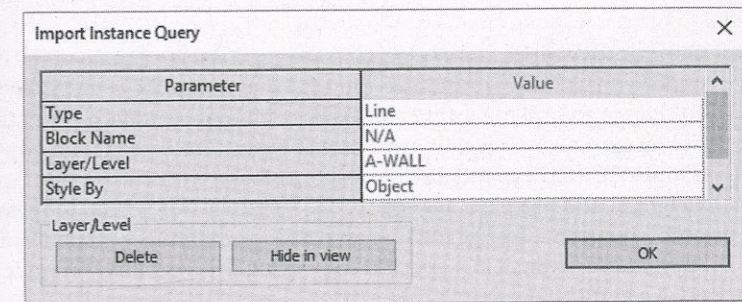 Import Instance Query
Parameter Value
Type Line
Block Name N/A
Layer/Level A-WALL
Style By Object
Layer/Level
Delete Hide in view OK